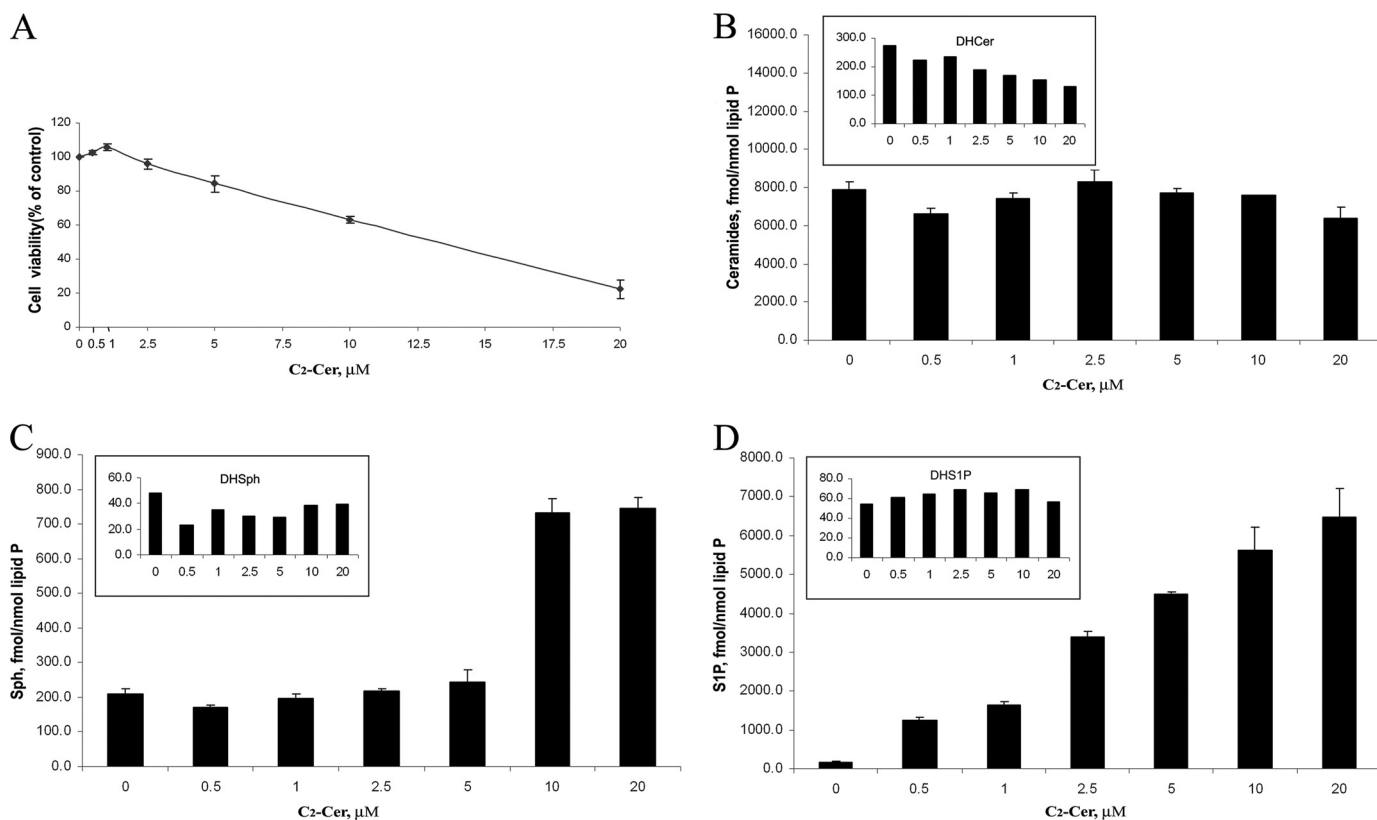 A
Cell viability(% of control)
120
100
80
60
40
20
0
0 0.5 1 2.5 5 7.5 10 12.5 15 17.5 20
C2-Cer, μM
B
Ceramides, fmol/nmol lipid P
16000.0
14000.0
12000.0
10000.0
8000.0
6000.0
4000.0
2000.0
0.0
0 0.5 1 2.5 5 10 20
C2-Cer, μM
DHCer
300.0
200.0
100.0
0.0
0 0.5 1 2.5 5 10 20
C
Sph, fmol/nmol lipid P
900.0
800.0
700.0
600.0
500.0
400.0
300.0
200.0
100.0
0.0
0 0.5 1 2.5 5 10 20
C2-Cer, μM
DHSph
60.0
40.0
20.0
0.0
0 0.5 1 2.5 5 10 20
D
S1P, fmol/nmol lipid P
8000.0
7000.0
6000.0
5000.0
4000.0
3000.0
2000.0
1000.0
0.0
0 0.5 1 2.5 5 10 20
C2-Cer, μM
DHS1P
80.0
60.0
40.0
20.0
0.0
0 0.5 1 2.5 5 10 20